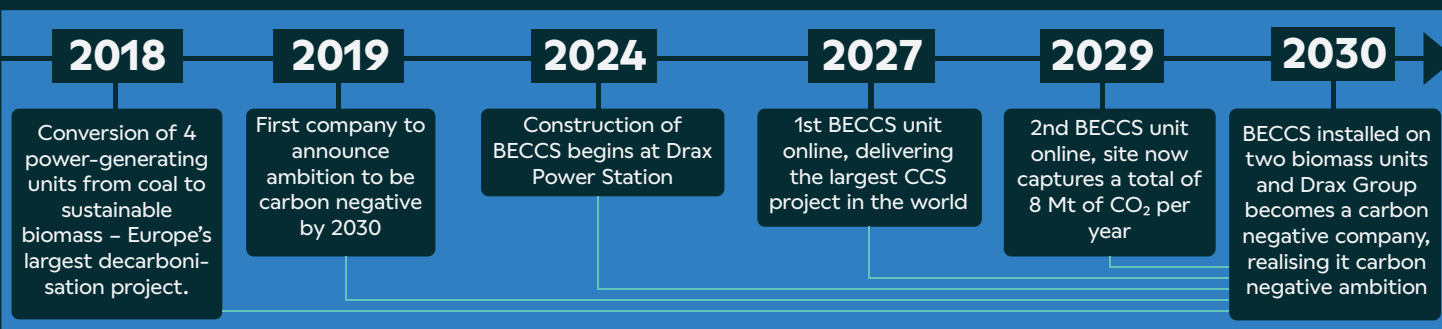 2018
Conversion of 4
power-generating
units from coal to
sustainable
biomass – Europe's
largest decarboni-
sation project.
2019
First company to
announce
ambition to be
carbon negative
by 2030
2024
Construction of
BECCS begins at Drax
Power Station
2027
1st BECCS unit
online, delivering
the largest CCS
project in the world
2029
2nd BECCS unit
online, site now
captures a total of
8 Mt of CO₂ per
year
2030
BECCS installed on
two biomass units
and Drax Group
becomes a carbon
negative company,
realising it carbon
negative ambition